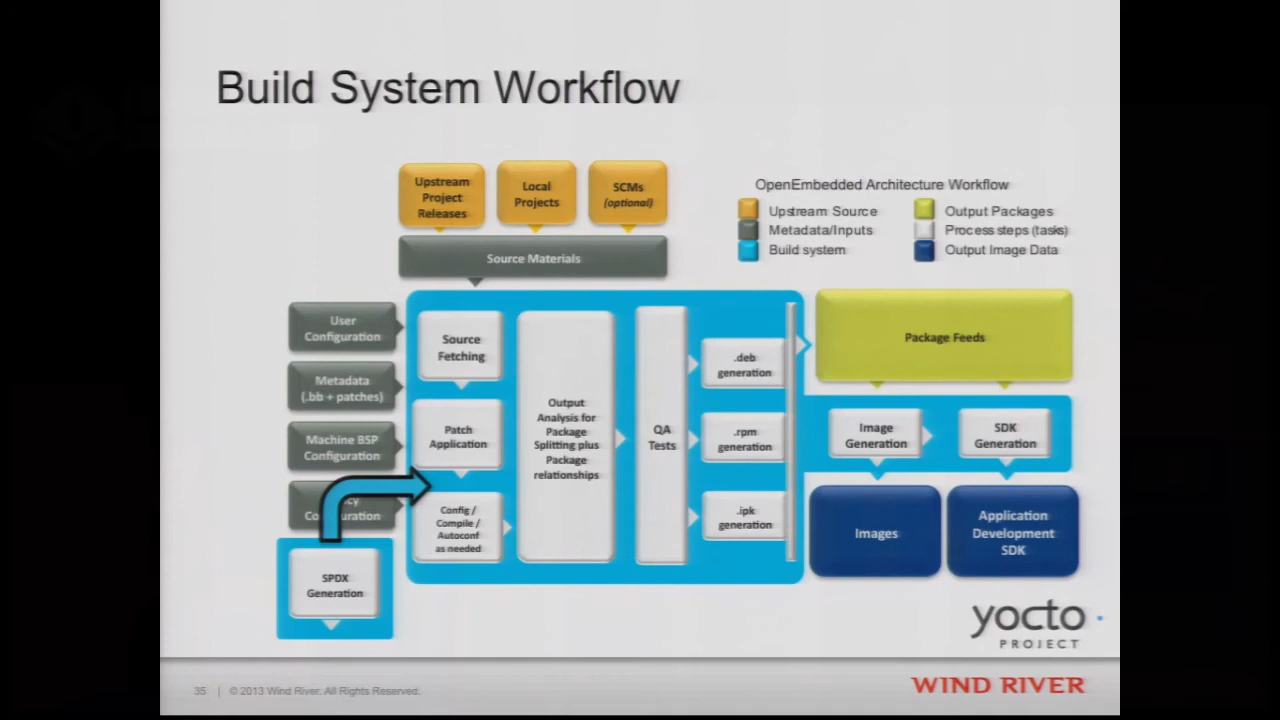 Build System Workflow
Upstream
Project
Releases
Local
Projects
SCMs
(optional)
Source Materials
OpenEmbedded Architecture Workflow
Upstream Source
Metadata/Inputs
Build system
Output Packages
Process steps (tasks)
Output Image Data
User
Configuration
Metadata
(.bb + patches)
Machine BSP
Configuration
SPDX
Generation
Source
Fetching
Patch
Application
Config /
Compile /
Autoconf
as needed
Output
Analysis for
Package
Splitting plus
Package
relationships
QA
Tests
.deb
generation
.rpm
generation
.ipk
generation
Package Feeds
Image
Generation
SDK
Generation
Images
Application
Development
SDK
yocto
PROJECT
35 | © 2013 Wind River. All Rights Reserved.
WIND RIVER